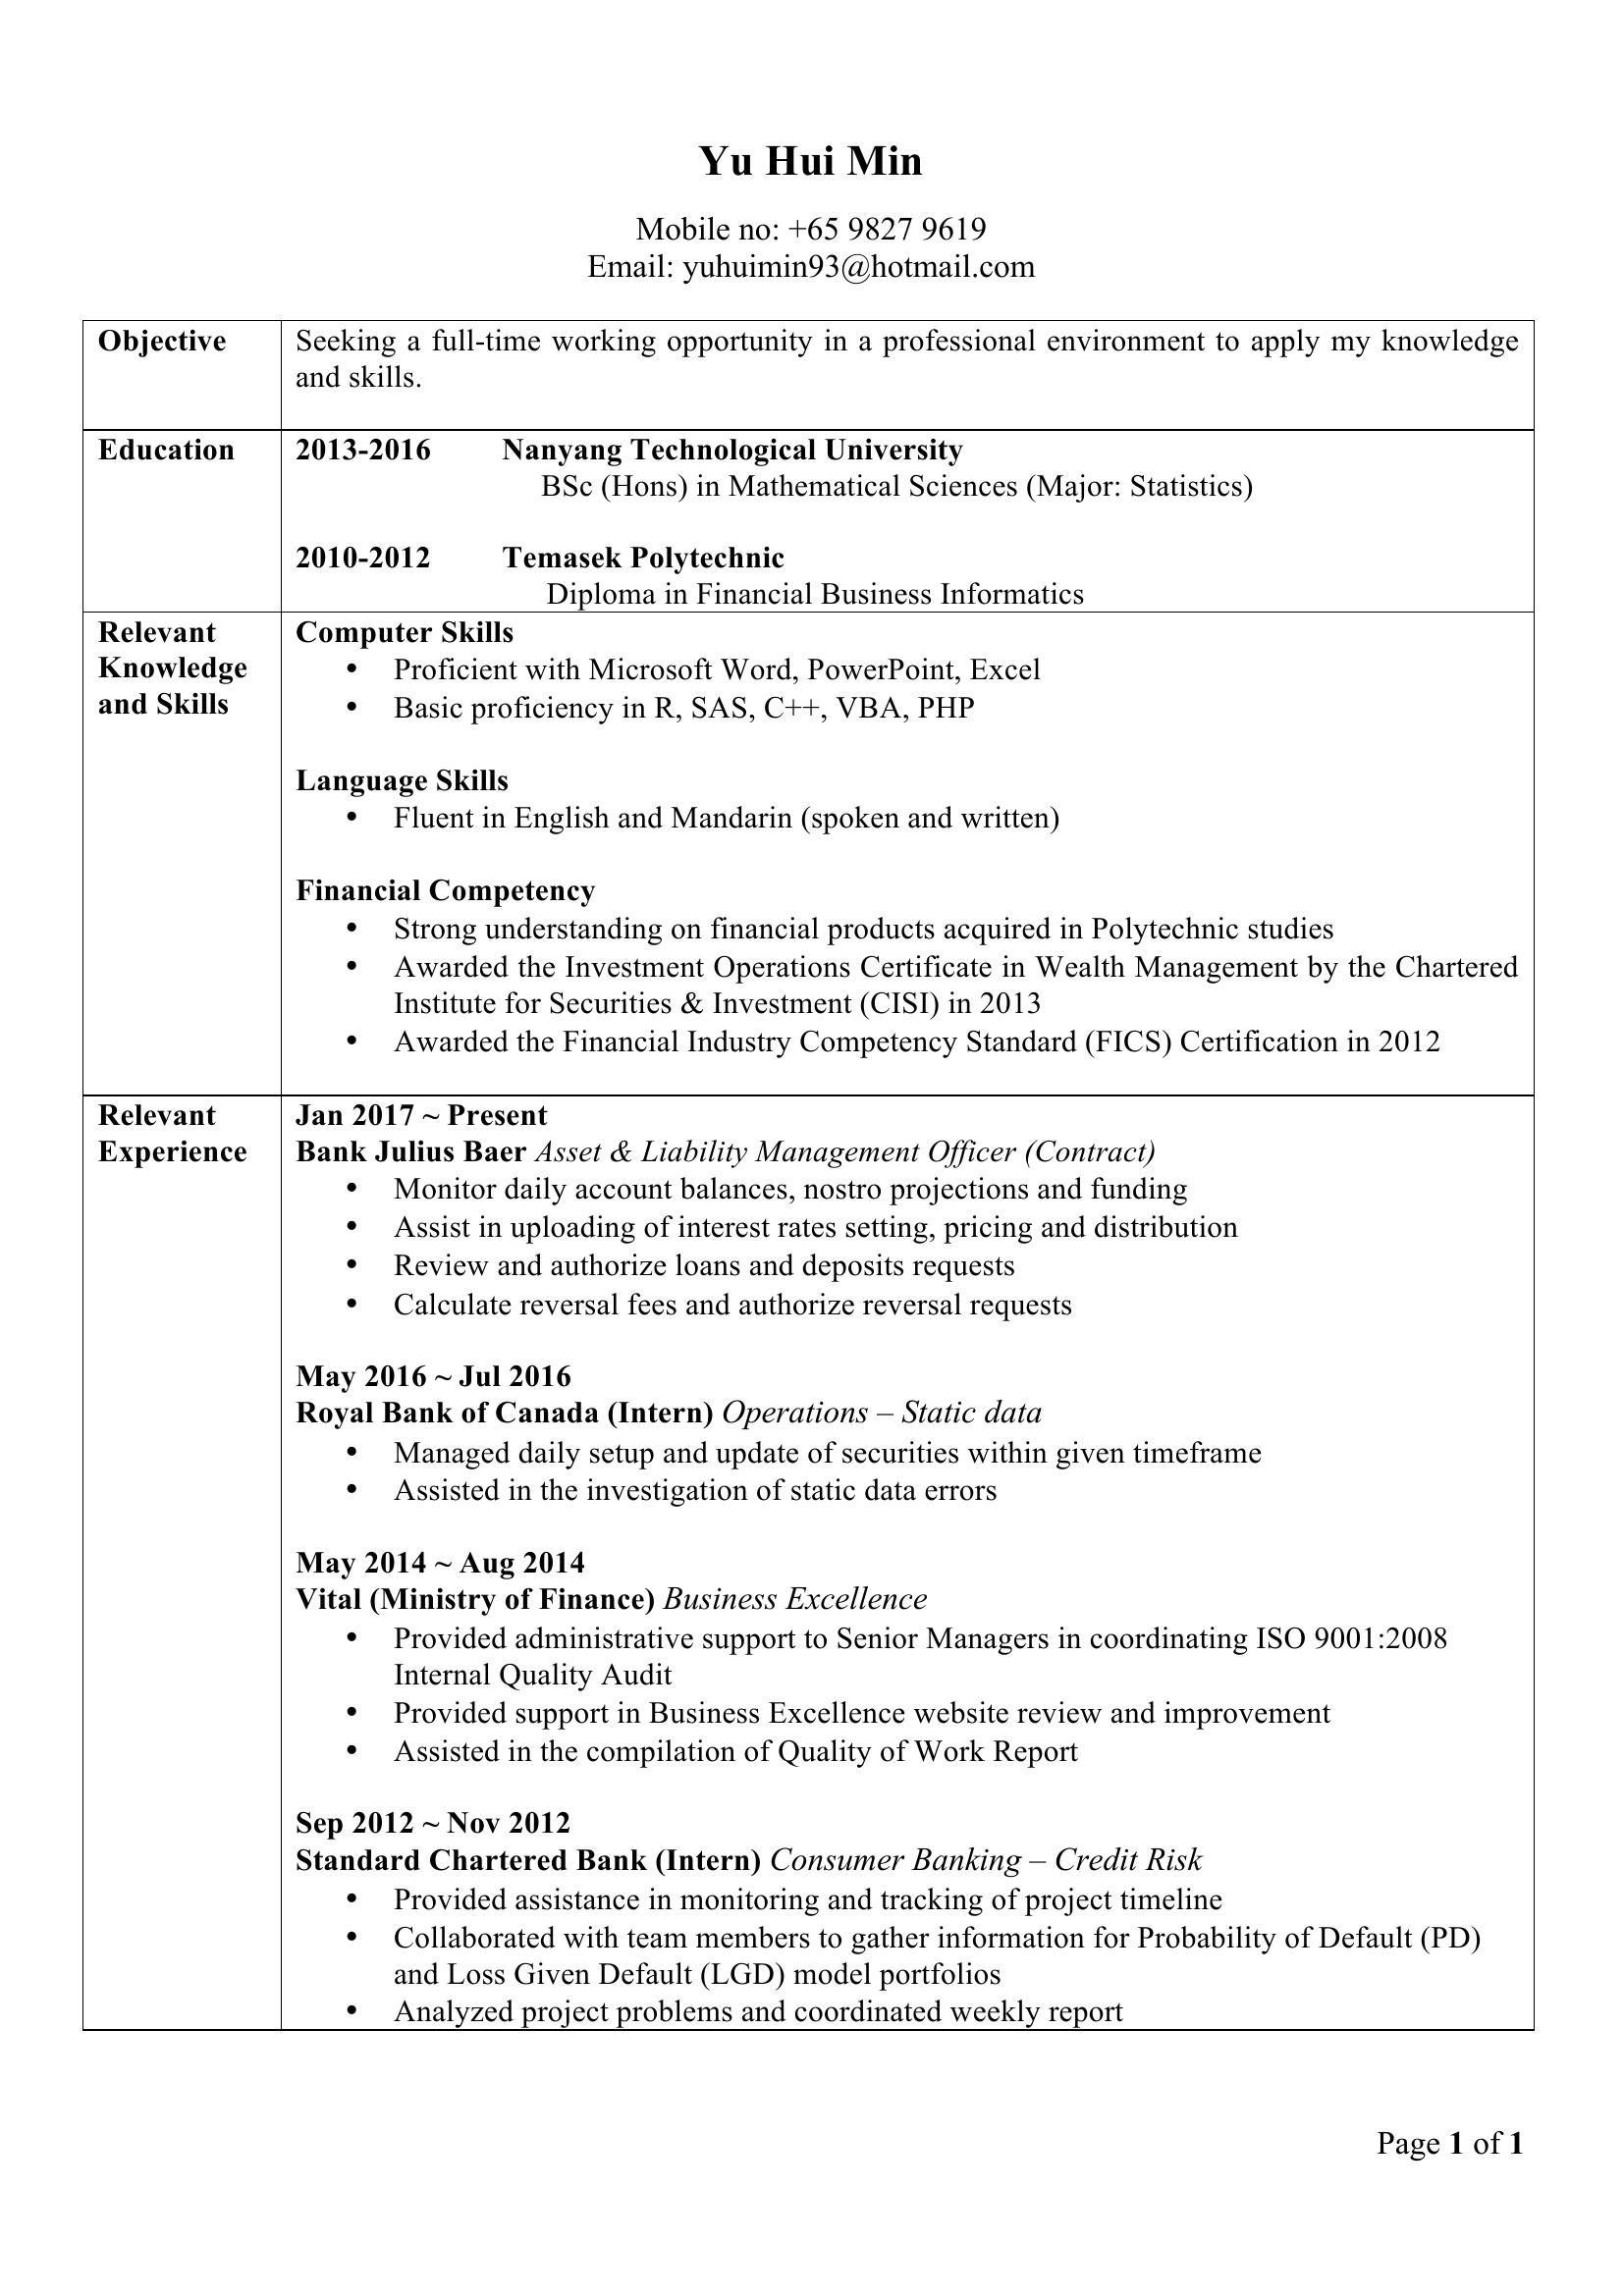 Yu Hui Min
Mobile no: +65 9827 9619
Email: yuhuimin93@hotmail.com
Objective
Seeking a full-time working opportunity in a professional environment to apply my knowledge
and skills.
Education
2013-2016 Nanyang Technological University
BSc (Hons) in Mathematical Sciences (Major: Statistics)
2010-2012 Temasek Polytechnic
Diploma in Financial Business Informatics
Relevant
Knowledge
and Skills
Computer Skills
• Proficient with Microsoft Word, PowerPoint, Excel
• Basic proficiency in R, SAS, C++, VBA, PHP
Language Skills
• Fluent in English and Mandarin (spoken and written)
Financial Competency
• Strong understanding on financial products acquired in Polytechnic studies
• Awarded the Investment Operations Certificate in Wealth Management by the Chartered
Institute for Securities & Investment (CISI) in 2013
• Awarded the Financial Industry Competency Standard (FICS) Certification in 2012
Relevant
Experience
Jan 2017 ~ Present
Bank Julius Baer Asset & Liability Management Officer (Contract)
• Monitor daily account balances, nostro projections and funding
• Assist in uploading of interest rates setting, pricing and distribution
• Review and authorize loans and deposits requests
• Calculate reversal fees and authorize reversal requests
May 2016 ~ Jul 2016
Royal Bank of Canada (Intern) Operations – Static data
• Managed daily setup and update of securities within given timeframe
• Assisted in the investigation of static data errors
May 2014 ~ Aug 2014
Vital (Ministry of Finance) Business Excellence
• Provided administrative support to Senior Managers in coordinating ISO 9001:2008
Internal Quality Audit
• Provided support in Business Excellence website review and improvement
• Assisted in the compilation of Quality of Work Report
Sep 2012 ~ Nov 2012
Standard Chartered Bank (Intern) Consumer Banking – Credit Risk
• Provided assistance in monitoring and tracking of project timeline
• Collaborated with team members to gather information for Probability of Default (PD)
and Loss Given Default (LGD) model portfolios
• Analyzed project problems and coordinated weekly report
Page 1 of 1